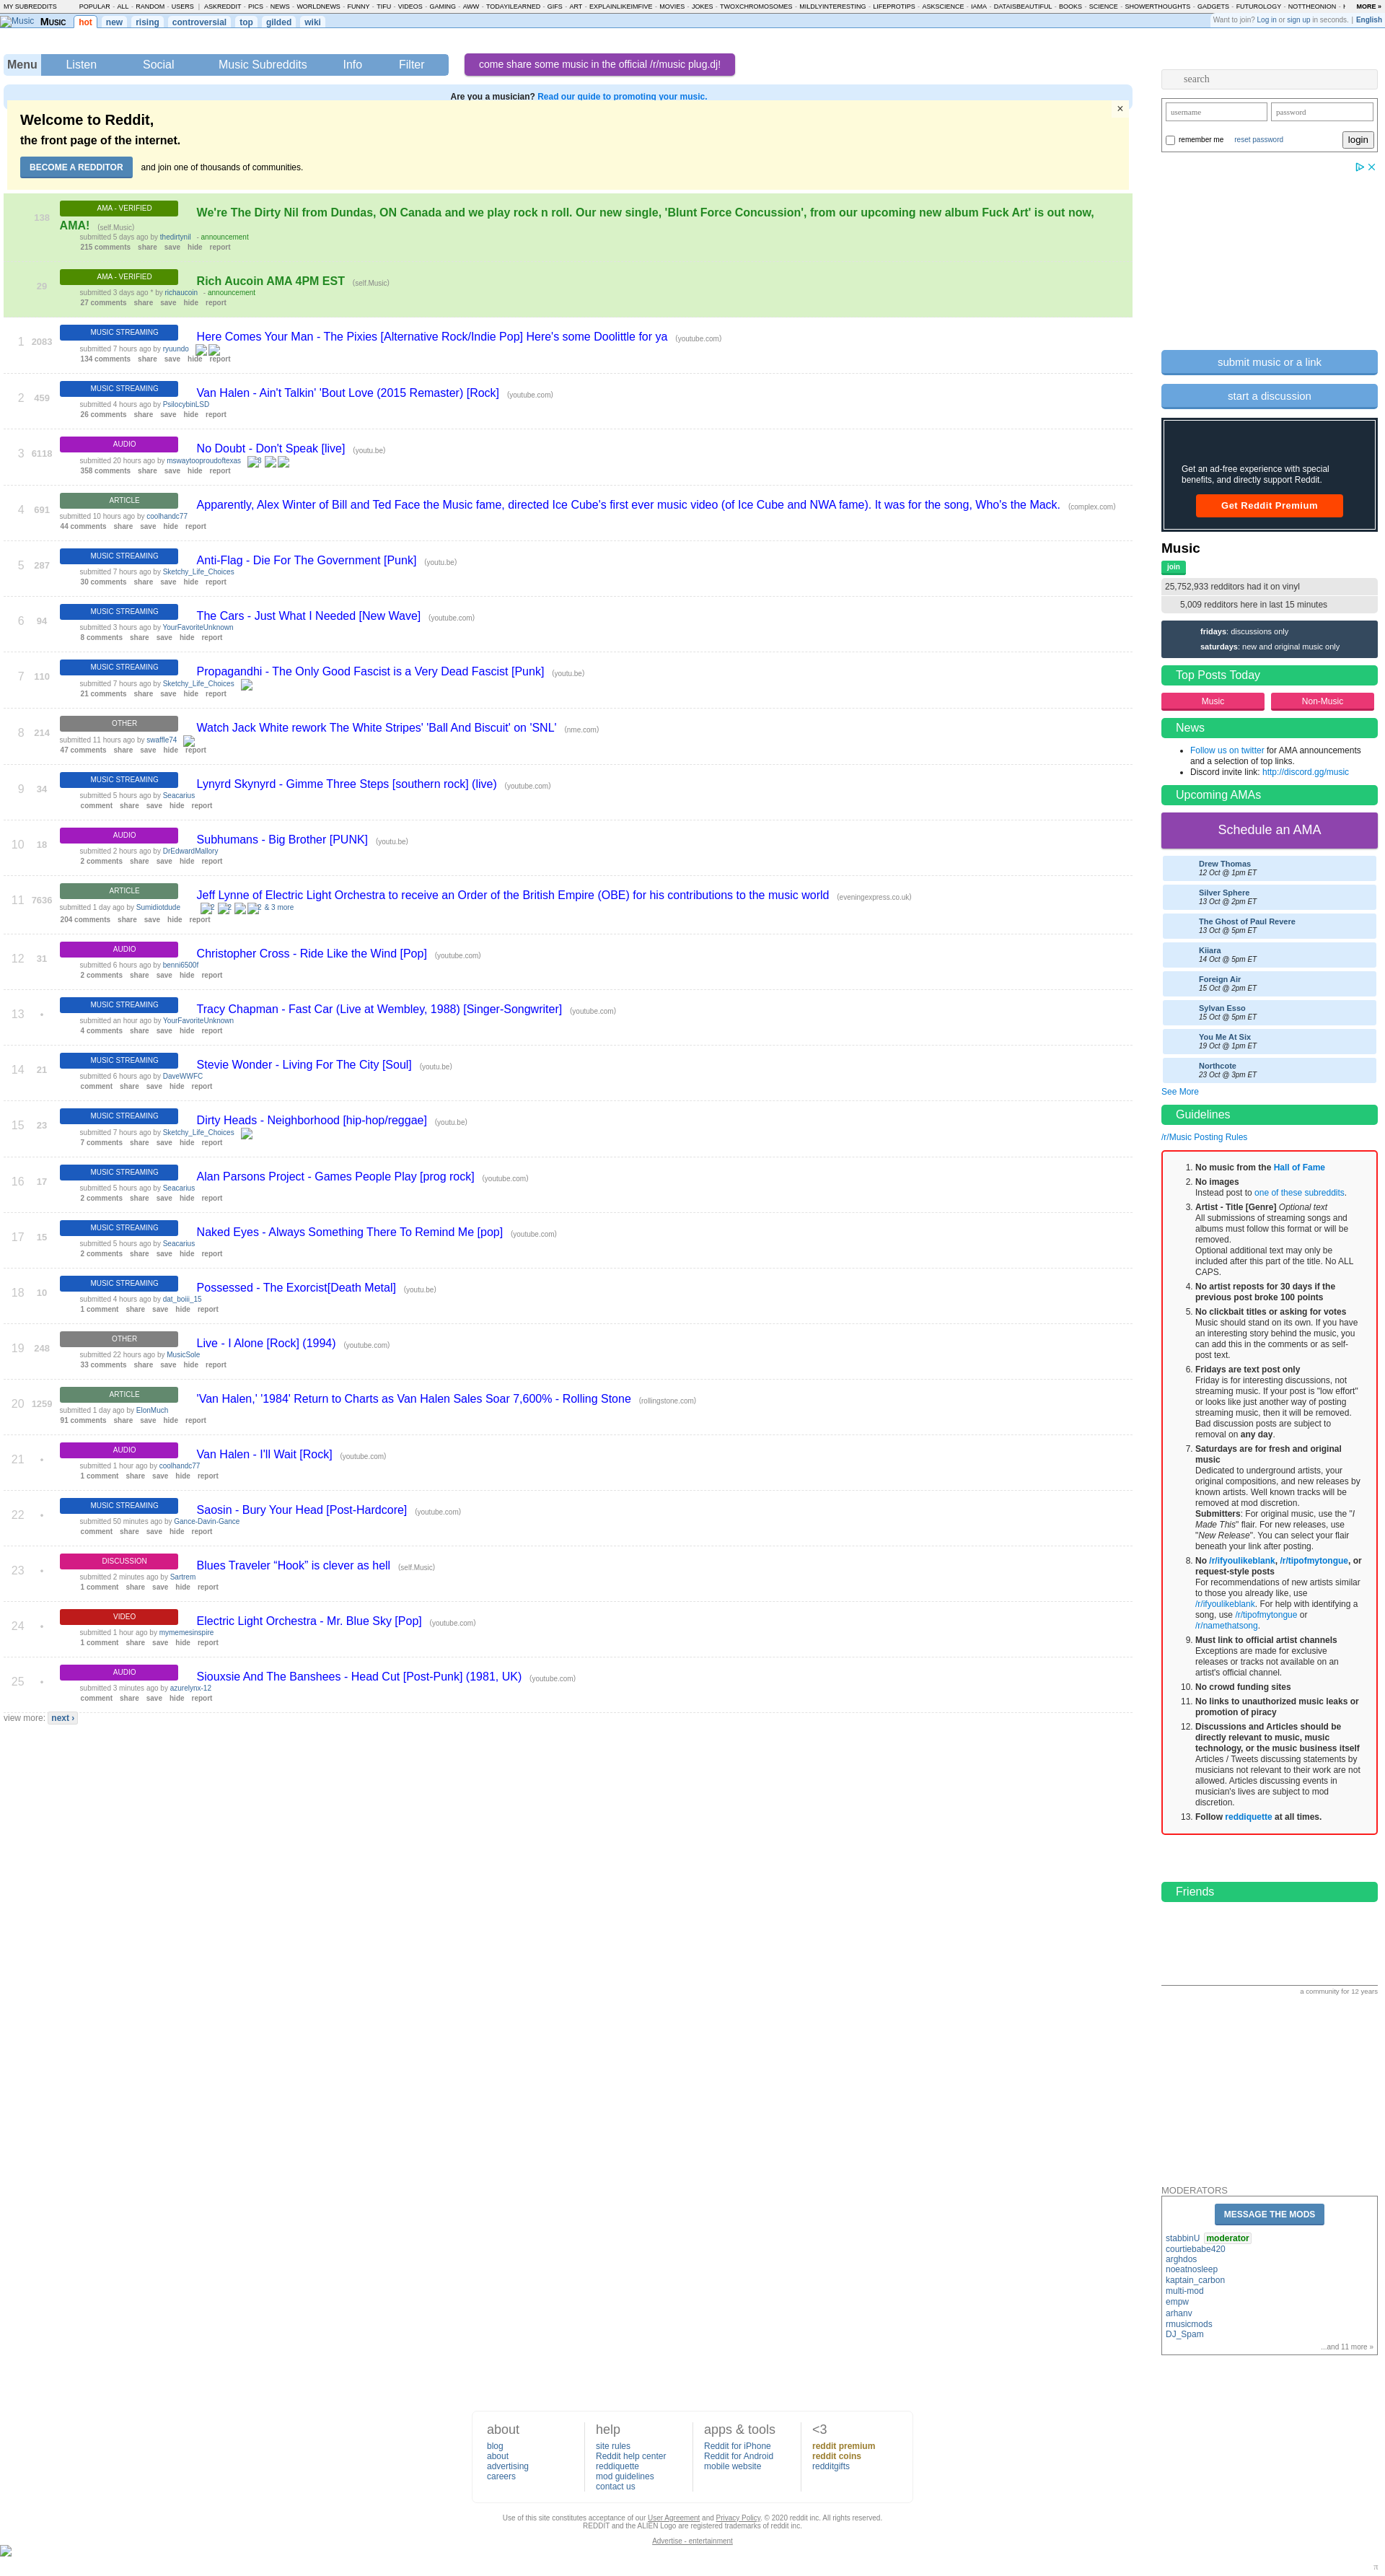 MY SUBREDDITS POPULAR - ALL - RANDOM - USERS | ASKREDDIT - PICS - NEWS - WORLDNEWS - FUNNY - TIFU - VIDEOS - GAMING - AWW - TODAYILEARNED - GIFS - ART - EXPLAINLIKEIMFIVE - MOVIES - JOKES - TWOXCHROMOSOMES - MILDLYINTERESTING - LIFEPROTIPS - ASKSCIENCE - IAMA - DATAISBEAUTIFUL - BOOKS - SCIENCE - SHOWERTHOUGHTS - GADGETS - FUTUROLOGY - NOTTHEONION - MORE »
Music MUSIC hot new rising controversial top gilded wiki
Want to join? Log in or sign up in seconds. | English
Menu Listen Social Music Subreddits Info Filter
come share some music in the official /r/music plug.dj!
Are you a musician? Read our guide to promoting your music.
Welcome to Reddit,
the front page of the internet.
BECOME A REDDITOR and join one of thousands of communities.
×
138 AMA - VERIFIED We're The Dirty Nil from Dundas, ON Canada and we play rock n roll. Our new single, 'Blunt Force Concussion', from our upcoming new album Fuck Art' is out now,
AMA! (self.Music)
submitted 5 days ago by thedirtynil - announcement
215 comments share save hide report
29 AMA - VERIFIED Rich Aucoin AMA 4PM EST (self.Music)
submitted 3 days ago * by richaucoin - announcement
27 comments share save hide report
1 2083 MUSIC STREAMING Here Comes Your Man - The Pixies [Alternative Rock/Indie Pop] Here's some Doolittle for ya (youtube.com)
submitted 7 hours ago by ryuundo
134 comments share save hide report
2 459 MUSIC STREAMING Van Halen - Ain't Talkin' 'Bout Love (2015 Remaster) [Rock] (youtube.com)
submitted 4 hours ago by PsilocybinLSD
26 comments share save hide report
3 6118 AUDIO No Doubt - Don't Speak [live] (youtu.be)
submitted 20 hours ago by mswaytooproudoftexas 3
358 comments share save hide report
4 691 ARTICLE Apparently, Alex Winter of Bill and Ted Face the Music fame, directed Ice Cube's first ever music video (of Ice Cube and NWA fame). It was for the song, Who's the Mack. (complex.com)
submitted 10 hours ago by coolhandc77
44 comments share save hide report
5 287 MUSIC STREAMING Anti-Flag - Die For The Government [Punk] (youtu.be)
submitted 7 hours ago by Sketchy_Life_Choices
30 comments share save hide report
6 94 MUSIC STREAMING The Cars - Just What I Needed [New Wave] (youtube.com)
submitted 3 hours ago by YourFavoriteUnknown
8 comments share save hide report
7 110 MUSIC STREAMING Propagandhi - The Only Good Fascist is a Very Dead Fascist [Punk] (youtu.be)
submitted 7 hours ago by Sketchy_Life_Choices
21 comments share save hide report
8 214 OTHER Watch Jack White rework The White Stripes' 'Ball And Biscuit' on 'SNL' (nme.com)
submitted 11 hours ago by swaffle74
47 comments share save hide report
9 34 MUSIC STREAMING Lynyrd Skynyrd - Gimme Three Steps [southern rock] (live) (youtube.com)
submitted 5 hours ago by Seacarius
comment share save hide report
10 18 AUDIO Subhumans - Big Brother [PUNK] (youtu.be)
submitted 2 hours ago by DrEdwardMallory
2 comments share save hide report
11 7636 ARTICLE Jeff Lynne of Electric Light Orchestra to receive an Order of the British Empire (OBE) for his contributions to the music world (eveningexpress.co.uk)
submitted 1 day ago by Sumidiotdude 2 2 2 & 3 more
204 comments share save hide report
12 31 AUDIO Christopher Cross - Ride Like the Wind [Pop] (youtube.com)
submitted 6 hours ago by benni6500f
2 comments share save hide report
13 • MUSIC STREAMING Tracy Chapman - Fast Car (Live at Wembley, 1988) [Singer-Songwriter] (youtube.com)
submitted an hour ago by YourFavoriteUnknown
4 comments share save hide report
14 21 MUSIC STREAMING Stevie Wonder - Living For The City [Soul] (youtu.be)
submitted 6 hours ago by DaveWWFC
comment share save hide report
15 23 MUSIC STREAMING Dirty Heads - Neighborhood [hip-hop/reggae] (youtu.be)
submitted 7 hours ago by Sketchy_Life_Choices
7 comments share save hide report
16 17 MUSIC STREAMING Alan Parsons Project - Games People Play [prog rock] (youtube.com)
submitted 5 hours ago by Seacarius
2 comments share save hide report
17 15 MUSIC STREAMING Naked Eyes - Always Something There To Remind Me [pop] (youtube.com)
submitted 5 hours ago by Seacarius
2 comments share save hide report
18 10 MUSIC STREAMING Possessed - The Exorcist[Death Metal] (youtu.be)
submitted 4 hours ago by dat_boiii_15
1 comment share save hide report
19 248 OTHER Live - I Alone [Rock] (1994) (youtube.com)
submitted 22 hours ago by MusicSole
33 comments share save hide report
20 1259 ARTICLE 'Van Halen,' '1984' Return to Charts as Van Halen Sales Soar 7,600% - Rolling Stone (rollingstone.com)
submitted 1 day ago by ElonMuch
91 comments share save hide report
21 • AUDIO Van Halen - I'll Wait [Rock] (youtube.com)
submitted 1 hour ago by coolhandc77
1 comment share save hide report
22 • MUSIC STREAMING Saosin - Bury Your Head [Post-Hardcore] (youtube.com)
submitted 50 minutes ago by Gance-Davin-Gance
comment share save hide report
23 • DISCUSSION Blues Traveler “Hook” is clever as hell (self.Music)
submitted 2 minutes ago by Sartrem
1 comment share save hide report
24 • VIDEO Electric Light Orchestra - Mr. Blue Sky [Pop] (youtube.com)
submitted 1 hour ago by mymemesinspire
1 comment share save hide report
25 • AUDIO Siouxsie And The Banshees - Head Cut [Post-Punk] (1981, UK) (youtube.com)
submitted 3 minutes ago by azurelynx-12
comment share save hide report
view more: next ›
search
username password
remember me reset password login
submit music or a link
start a discussion
Get an ad-free experience with special
benefits, and directly support Reddit.
Get Reddit Premium
Music
join
25,752,933 redditors had it on vinyl
5,009 redditors here in last 15 minutes
fridays: discussions only
saturdays: new and original music only
Top Posts Today
Music Non-Music
News
• Follow us on twitter for AMA announcements
and a selection of top links.
• Discord invite link: http://discord.gg/music
Upcoming AMAs
Schedule an AMA
Drew Thomas
12 Oct @ 1pm ET
Silver Sphere
13 Oct @ 2pm ET
The Ghost of Paul Revere
13 Oct @ 5pm ET
Kiiara
14 Oct @ 5pm ET
Foreign Air
15 Oct @ 2pm ET
Sylvan Esso
15 Oct @ 5pm ET
You Me At Six
19 Oct @ 1pm ET
Northcote
23 Oct @ 3pm ET
See More
Guidelines
/r/Music Posting Rules
1. No music from the Hall of Fame
2. No images
Instead post to one of these subreddits.
3. Artist - Title [Genre] Optional text
All submissions of streaming songs and
albums must follow this format or will be
removed.
Optional additional text may only be
included after this part of the title. No ALL
CAPS.
4. No artist reposts for 30 days if the
previous post broke 100 points
5. No clickbait titles or asking for votes
Music should stand on its own. If you have
an interesting story behind the music, you
can add this in the comments or as self-
post text.
6. Fridays are text post only
Friday is for interesting discussions, not
streaming music. If your post is "low effort"
or looks like just another way of posting
streaming music, then it will be removed.
Bad discussion posts are subject to
removal on any day.
7. Saturdays are for fresh and original
music
Dedicated to underground artists, your
original compositions, and new releases by
known artists. Well known tracks will be
removed at mod discretion.
Submitters: For original music, use the "I
Made This" flair. For new releases, use
"New Release". You can select your flair
beneath your link after posting.
8. No /r/ifyoulikeblank, /r/tipofmytongue, or
request-style posts
For recommendations of new artists similar
to those you already like, use
/r/ifyoulikeblank. For help with identifying a
song, use /r/tipofmytongue or
/r/namethatsong.
9. Must link to official artist channels
Exceptions are made for exclusive
releases or tracks not available on an
artist's official channel.
10. No crowd funding sites
11. No links to unauthorized music leaks or
promotion of piracy
12. Discussions and Articles should be
directly relevant to music, music
technology, or the music business itself
Articles / Tweets discussing statements by
musicians not relevant to their work are not
allowed. Articles discussing events in
musician's lives are subject to mod
discretion.
13. Follow reddiquette at all times.
Friends
a community for 12 years
MODERATORS
MESSAGE THE MODS
stabbinU moderator
courtiebabe420
arghdos
noeatnosleep
kaptain_carbon
multi-mod
empw
arhanv
rmusicmods
DJ_Spam
...and 11 more »
about
blog
about
advertising
careers
help
site rules
Reddit help center
reddiquette
mod guidelines
contact us
apps & tools
Reddit for iPhone
Reddit for Android
mobile website
<3
reddit premium
reddit coins
redditgifts
Use of this site constitutes acceptance of our User Agreement and Privacy Policy. © 2020 reddit inc. All rights reserved.
REDDIT and the ALIEN Logo are registered trademarks of reddit inc.
Advertise - entertainment
π